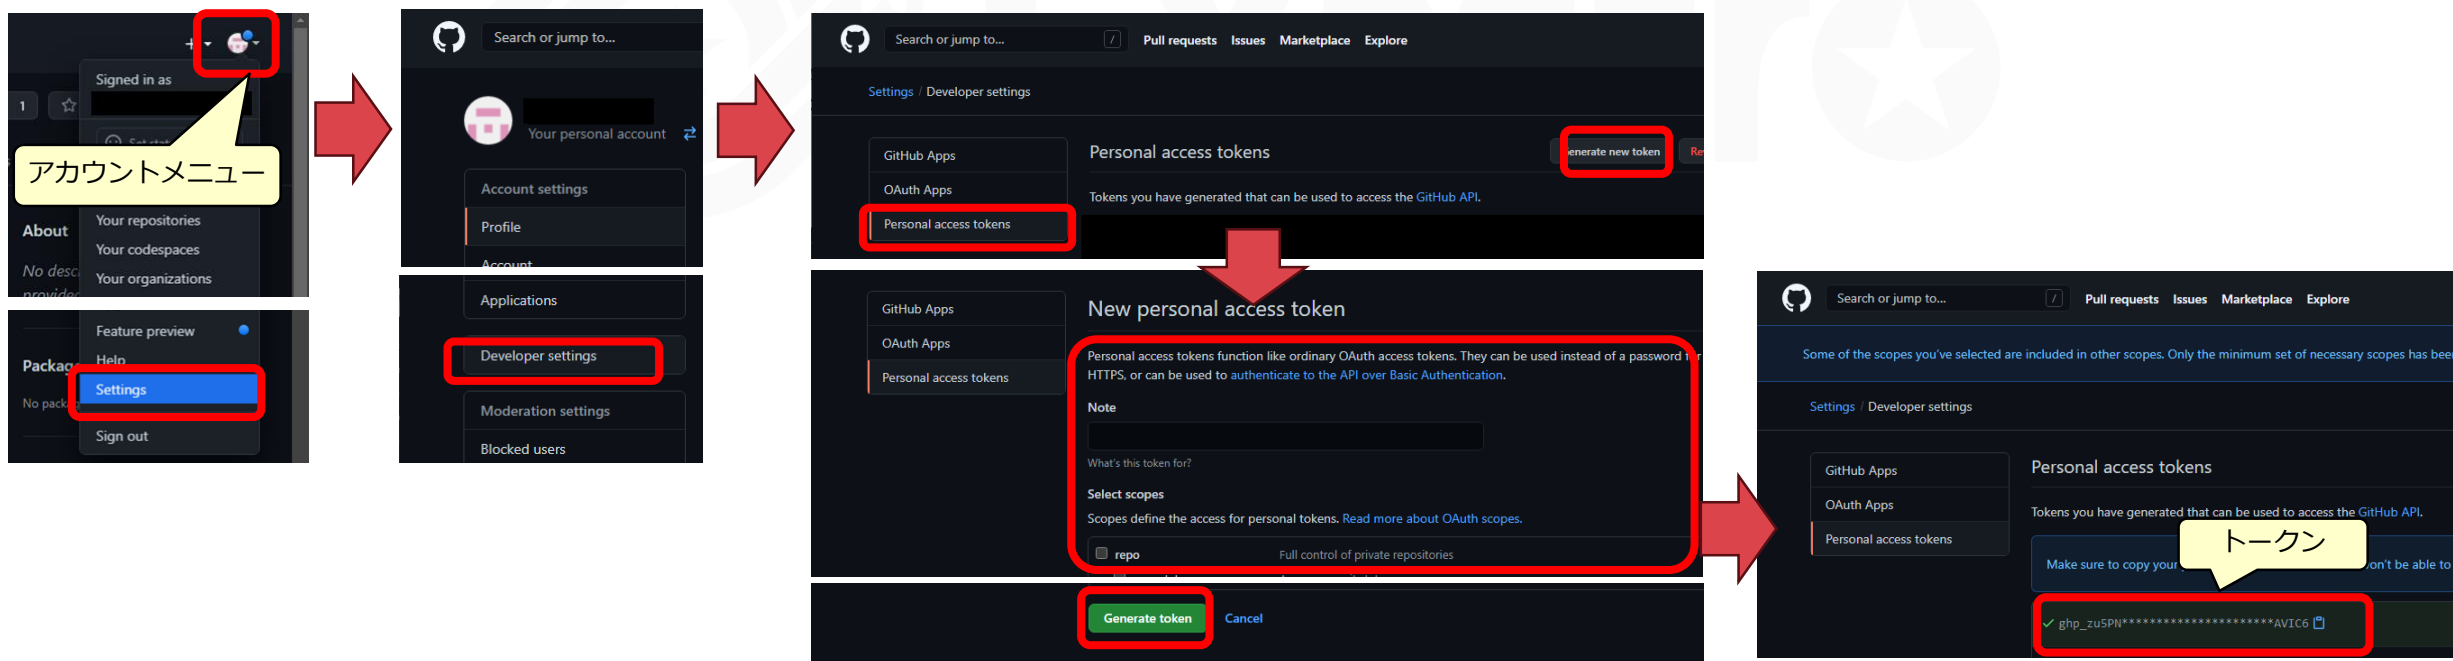 Signed in as
1
アカウントメニュー
Your repositories
About
Your codespaces
No desc
Your organizations
provided
Feature preview
Help
Packag
Settings
No packag
Sign out
Search or jump to...
Your personal account
Account settings
Profile
Account
Applications
Developer settings
Moderation settings
Blocked users
Search or jump to... / Pull requests Issues Marketplace Explore
Settings / Developer settings
GitHub Apps
OAuth Apps
Personal access tokens
Personal access tokens
Generate new token
Re
Tokens you have generated that can be used to access the GitHub API.
GitHub Apps
OAuth Apps
Personal access tokens
New personal access token
Personal access tokens function like ordinary OAuth access tokens. They can be used instead of a password for
HTTPS, or can be used to authenticate to the API over Basic Authentication.
Note
What's this token for?
Select scopes
Scopes define the access for personal tokens. Read more about OAuth scopes.
repo Full control of private repositories
Generate token Cancel
Search or jump to... / Pull requests Issues Marketplace Explore
Some of the scopes you've selected are included in other scopes. Only the minimum set of necessary scopes has bee
Settings / Developer settings
GitHub Apps
OAuth Apps
Personal access tokens
Personal access tokens
Tokens you have generated that can be used to access the GitHub API.
トークン
Make sure to copy your on't be able to
ghp_zu5PN**********************AVIC6